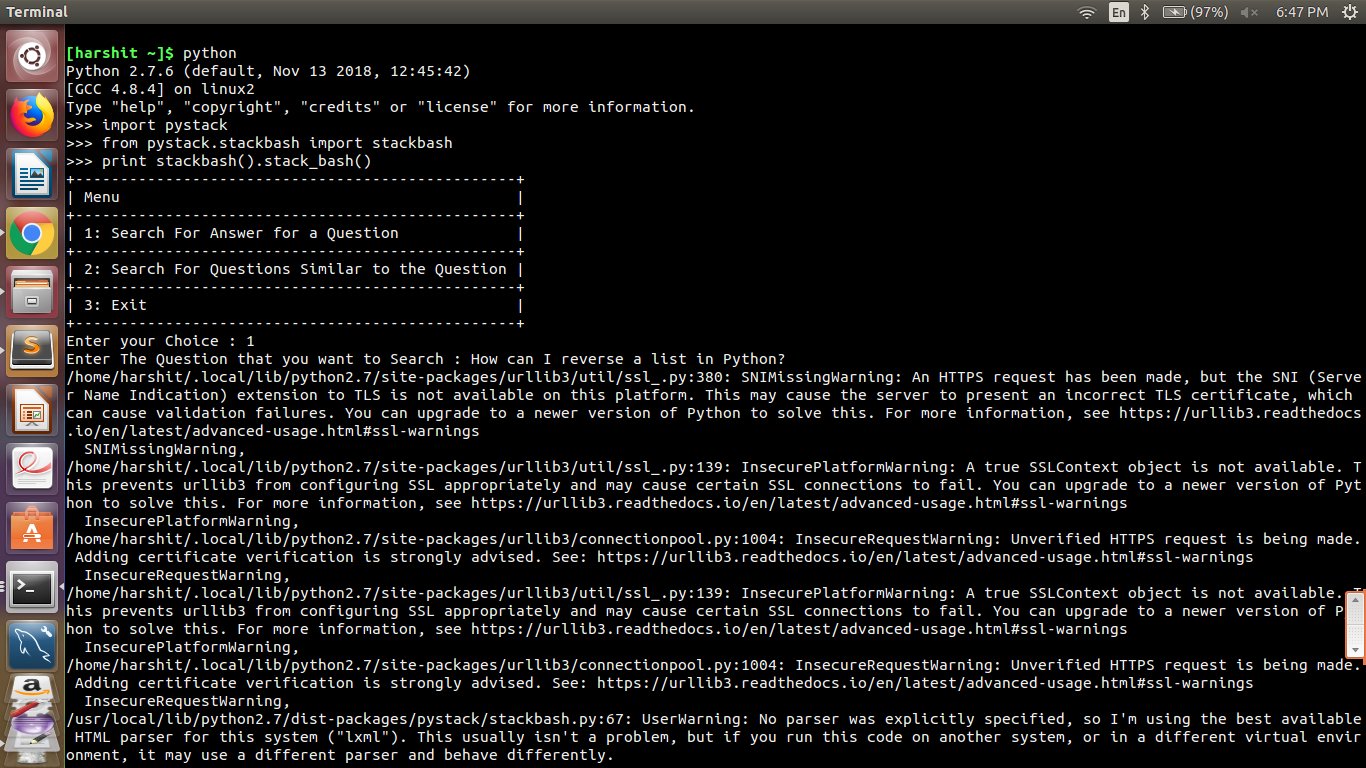 Terminal
En
(97%)
6:47 PM
[harshit ~]$ python
Python 2.7.6 (default, Nov 13 2018, 12:45:42)
[GCC 4.8.4] on linux2
Type "help", "copyright", "credits" or "license" for more information.
>>> import pystack
>>> from pystack.stackbash import stackbash
>>> print stackbash().stack_bash()
+-------------------------------------------------+
| Menu                                            |
+-------------------------------------------------+
| 1: Search For Answer for a Question             |
+-------------------------------------------------+
| 2: Search For Questions Similar to the Question |
+-------------------------------------------------+
| 3: Exit                                         |
+-------------------------------------------------+
Enter your Choice : 1
Enter The Question that you want to Search : How can I reverse a list in Python?
/home/harshit/.local/lib/python2.7/site-packages/urllib3/util/ssl_.py:380: SNIMissingWarning: An HTTPS request has been made, but the SNI (Serve
r Name Indication) extension to TLS is not available on this platform. This may cause the server to present an incorrect TLS certificate, which
can cause validation failures. You can upgrade to a newer version of Python to solve this. For more information, see https://urllib3.readthedocs
.io/en/latest/advanced-usage.html#ssl-warnings
  SNIMissingWarning,
/home/harshit/.local/lib/python2.7/site-packages/urllib3/util/ssl_.py:139: InsecurePlatformWarning: A true SSLContext object is not available. T
his prevents urllib3 from configuring SSL appropriately and may cause certain SSL connections to fail. You can upgrade to a newer version of Pyt
hon to solve this. For more information, see https://urllib3.readthedocs.io/en/latest/advanced-usage.html#ssl-warnings
  InsecurePlatformWarning,
/home/harshit/.local/lib/python2.7/site-packages/urllib3/connectionpool.py:1004: InsecureRequestWarning: Unverified HTTPS request is being made.
 Adding certificate verification is strongly advised. See: https://urllib3.readthedocs.io/en/latest/advanced-usage.html#ssl-warnings
  InsecureRequestWarning,
/home/harshit/.local/lib/python2.7/site-packages/urllib3/util/ssl_.py:139: InsecurePlatformWarning: A true SSLContext object is not available. T
his prevents urllib3 from configuring SSL appropriately and may cause certain SSL connections to fail. You can upgrade to a newer version of P
hon to solve this. For more information, see https://urllib3.readthedocs.io/en/latest/advanced-usage.html#ssl-warnings
  InsecurePlatformWarning,
/home/harshit/.local/lib/python2.7/site-packages/urllib3/connectionpool.py:1004: InsecureRequestWarning: Unverified HTTPS request is being made.
 Adding certificate verification is strongly advised. See: https://urllib3.readthedocs.io/en/latest/advanced-usage.html#ssl-warnings
  InsecureRequestWarning,
/usr/local/lib/python2.7/dist-packages/pystack/stackbash.py:67: UserWarning: No parser was explicitly specified, so I'm using the best available
 HTML parser for this system ("lxml"). This usually isn't a problem, but if you run this code on another system, or in a different virtual envir
onment, it may use a different parser and behave differently.